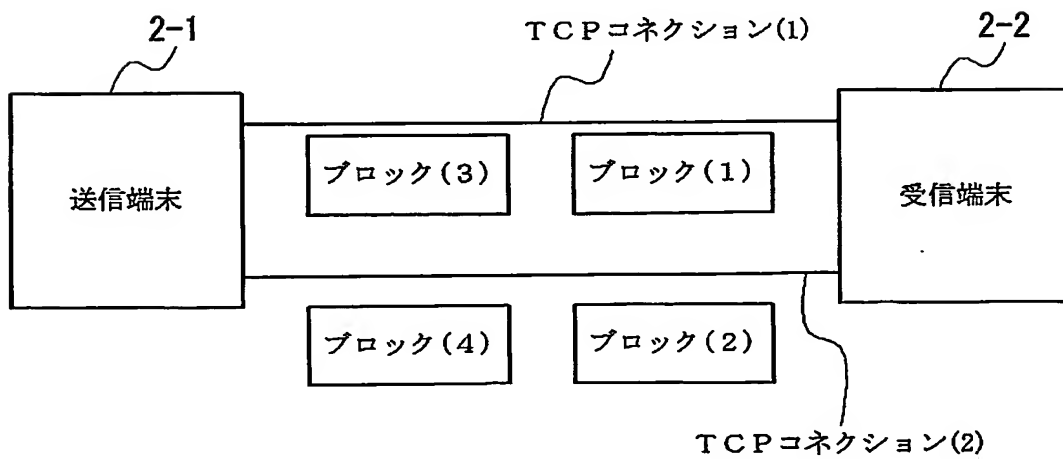 2-1
TCPコネクション(1)
2-2
送信端末
ブロック(3)
ブロック(1)
受信端末
ブロック(4)
ブロック(2)
TCPコネクション(2)